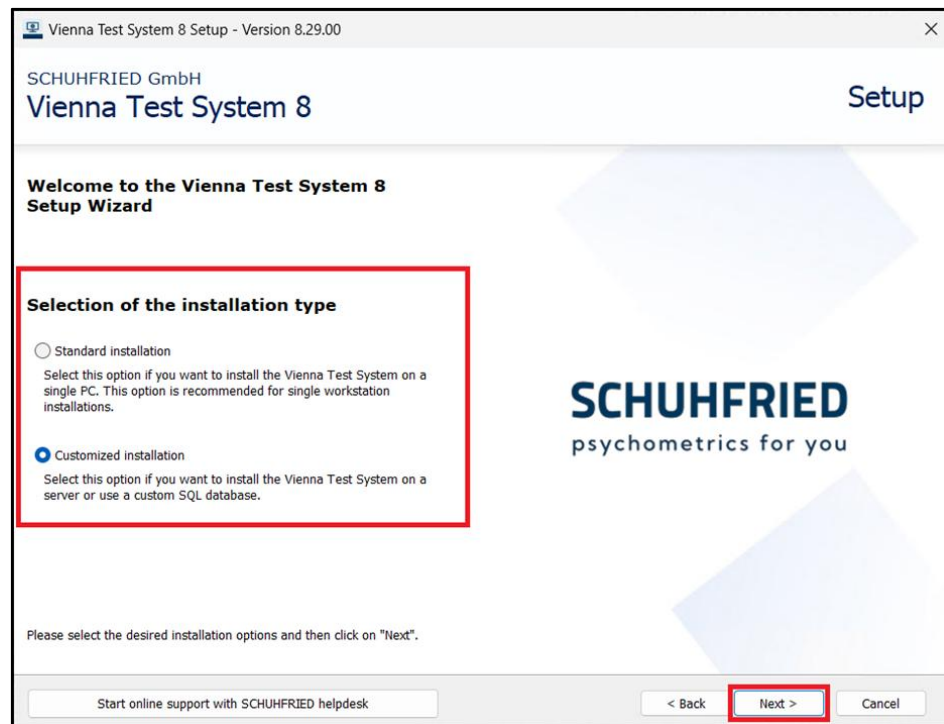 Vienna Test System 8 Setup - Version 8.29.00
SCHUHFRIED GmbH
Vienna Test System 8
Setup
Welcome to the Vienna Test System 8
Setup Wizard
Selection of the installation type
Standard installation
Select this option if you want to install the Vienna Test System on a
single PC. This option is recommended for single workstation
installations.
Customized installation
Select this option if you want to install the Vienna Test System on a
server or use a custom SQL database.
SCHUHFRIED
psychometrics for you
Please select the desired installation options and then click on "Next".
Start online support with SCHUHFRIED helpdesk
< Back
Next >
Cancel